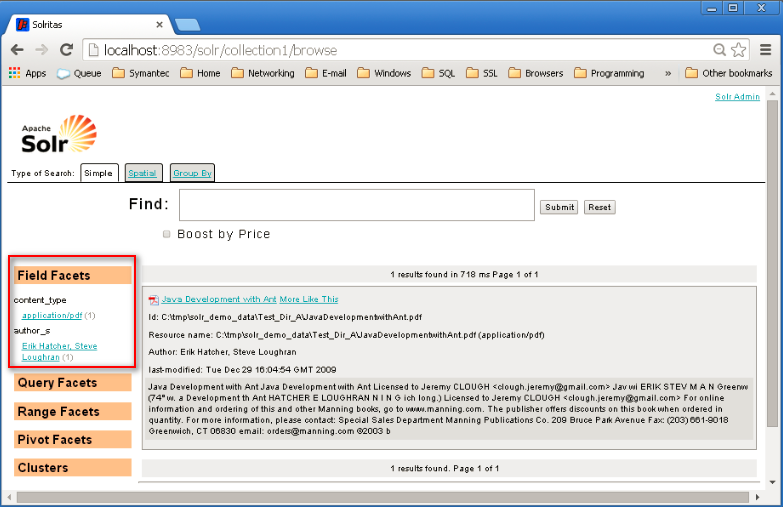 Solritas
localhost:8983/solr/collection1/browse
Apps Queue Symantec Home Networking E-mail Windows SQL SSL Browsers Programming » Other bookmarks
Solr Admin
Apache
Solr
Type of Search: Simple Spatial Group By
Find: Submit Reset
Boost by Price
Field Facets
content_type
application/pdf (1)
author_s
Erik Hatcher, Steve
Loughran (1)
Query Facets
Range Facets
Pivot Facets
Clusters
1 results found in 718 ms Page 1 of 1
Java Development with Ant More Like This
Id: C:\tmp\solr_demo_data\Test_Dir_A\JavaDevelopmentwithAnt.pdf
Resource name: C:\tmp\solr_demo_data\Test_Dir_A\JavaDevelopmentwithAnt.pdf (application/pdf)
Author: Erik Hatcher, Steve Loughran
last-modified: Tue Dec 29 16:04:54 GMT 2009
Java Development with Ant Java Development with Ant Licensed to Jeremy CLOUGH <clough.jeremy@gmail.com> Jav wi ERIK STEV M A N Greenw
(74° w. a Development th Ant HATCHER E LOUGHRAN N I N G ich long.) Licensed to Jeremy CLOUGH <clough.jeremy@gmail.com> For online
information and ordering of this and other Manning books, go to www.manning.com. The publisher offers discounts on this book when ordered in
quantity. For more information, please contact: Special Sales Department Manning Publications Co. 209 Bruce Park Avenue Fax: (203) 661-9018
Greenwich, CT 06830 email: orders@manning.com ©2003 b
1 results found. Page 1 of 1